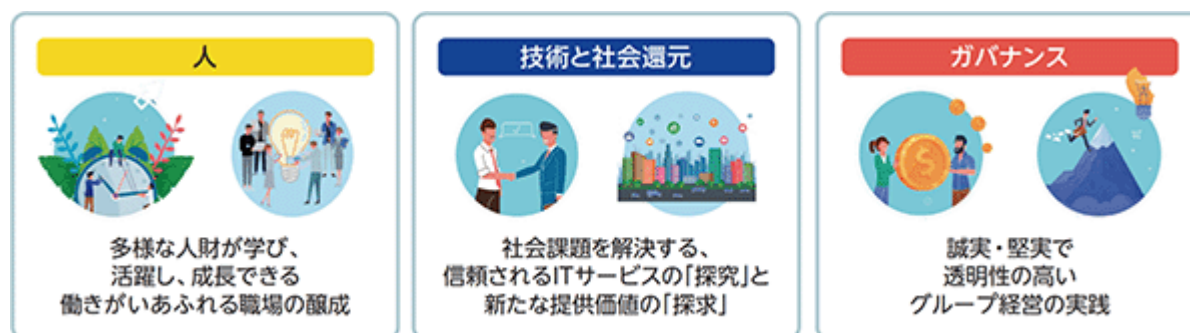 人
多様な人財が学び、
活躍し、成長できる
働きがいあふれる職場の醸成
技術と社会還元
社会課題を解決する、
信頼されるITサービスの「探究」と
新たな提供価値の「探求」
ガバナンス
誠実・堅実で
透明性の高い
グループ経営の実践